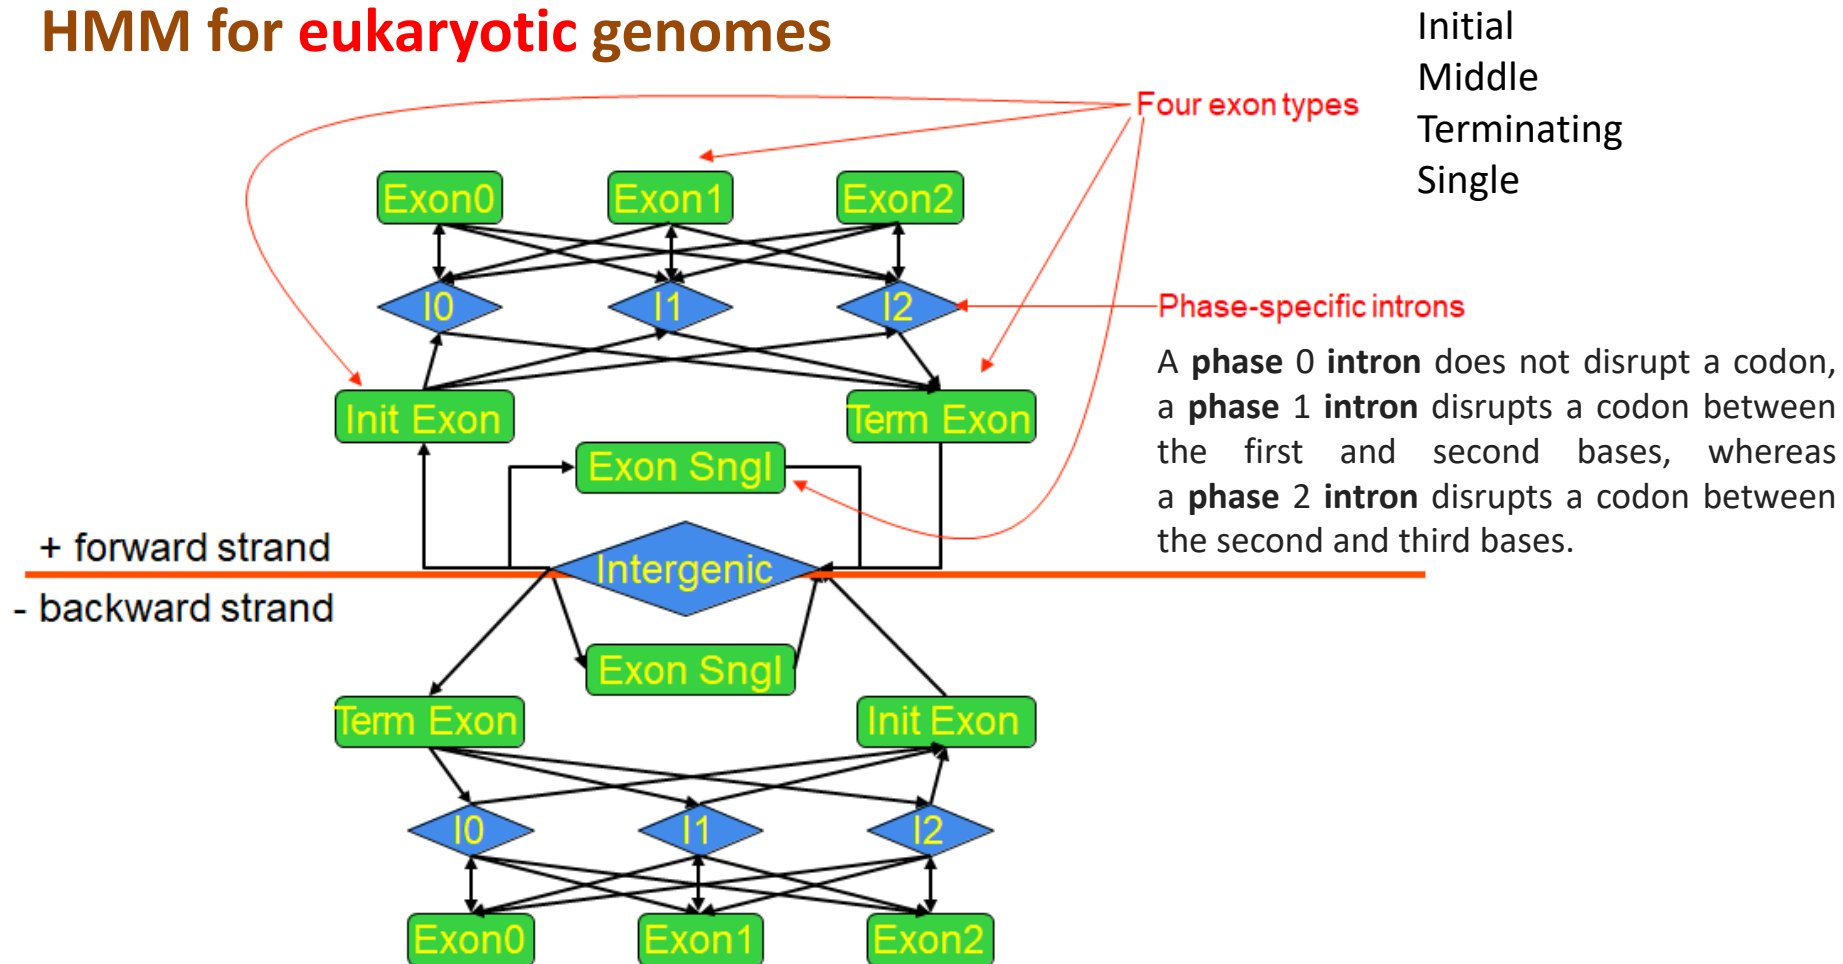 HMM for eukaryotic genomes
Initial
Middle
Terminating
Single
Four exon types
Exon0
Exon1
Exon2
I0
I1
I2
Phase-specific introns
A phase 0 intron does not disrupt a codon,
a phase 1 intron disrupts a codon between
the first and second bases, whereas
a phase 2 intron disrupts a codon between
the second and third bases.
Init Exon
Term Exon
Exon Sngl
+ forward strand
Intergenic
- backward strand
Exon Sngl
Term Exon
Init Exon
I0
I1
I2
Exon0
Exon1
Exon2